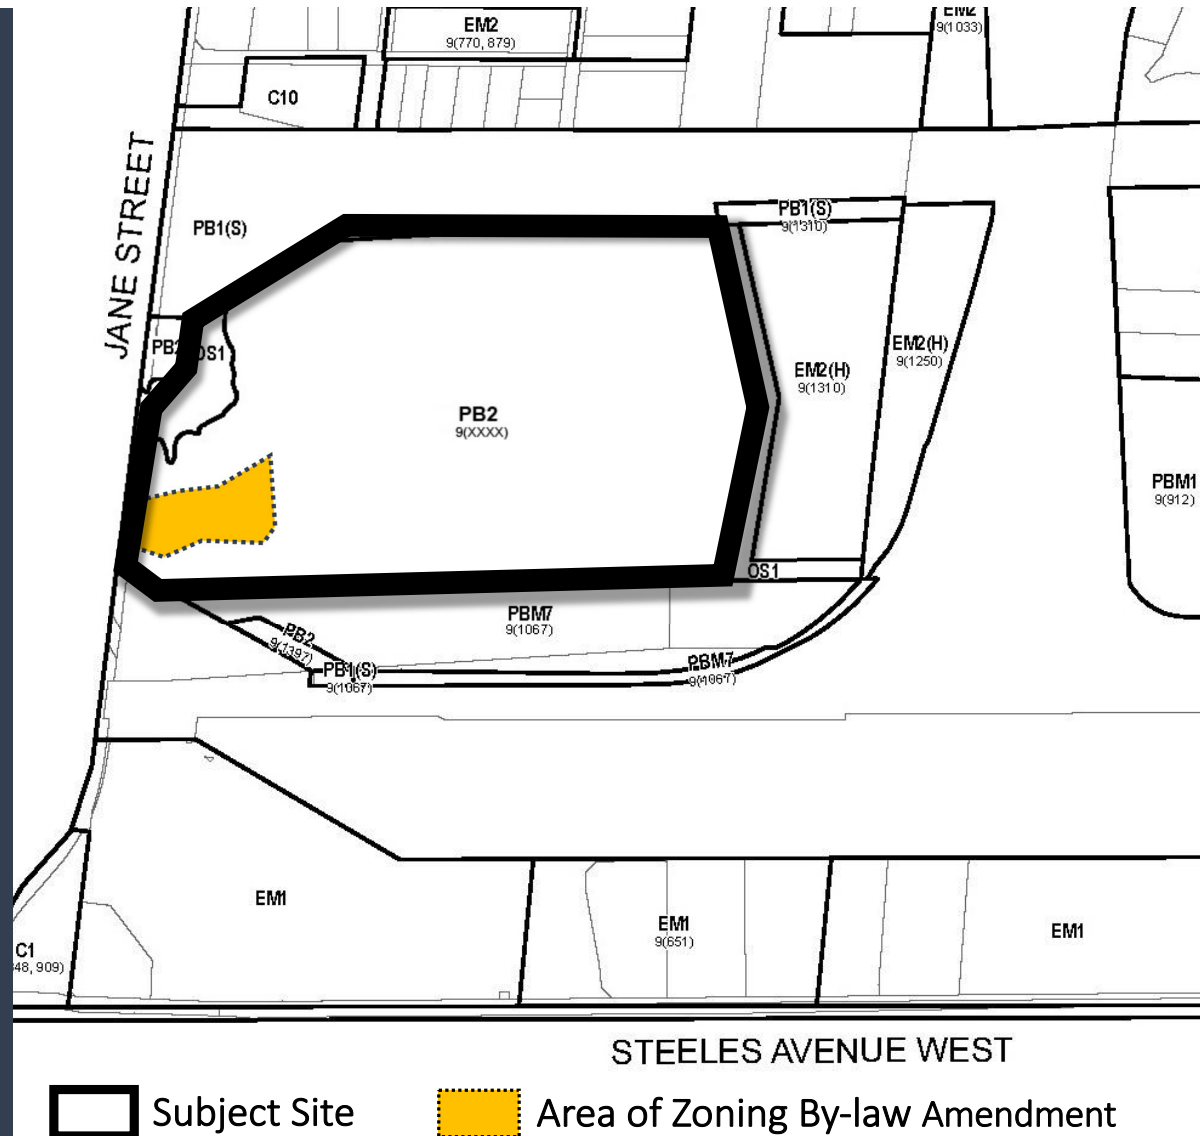 EM2
9(770, 879)
EM2
9(1033)
C10
JANE STREET
PB1(S)
PB1(S)
9(1310)
PB2
OS1
EM2(H)
9(1250)
EM2(H)
9(1310)
PB2
9(XXXX)
PBM1
9(912)
OS1
PBM7
9(1067)
PB2
9(1397)
PB1(S)
9(1067)
PBM7
9(1067)
EM1
EM1
9(651)
EM1
C1
48, 909)
STEELES AVENUE WEST
Subject Site
Area of Zoning By-law Amendment